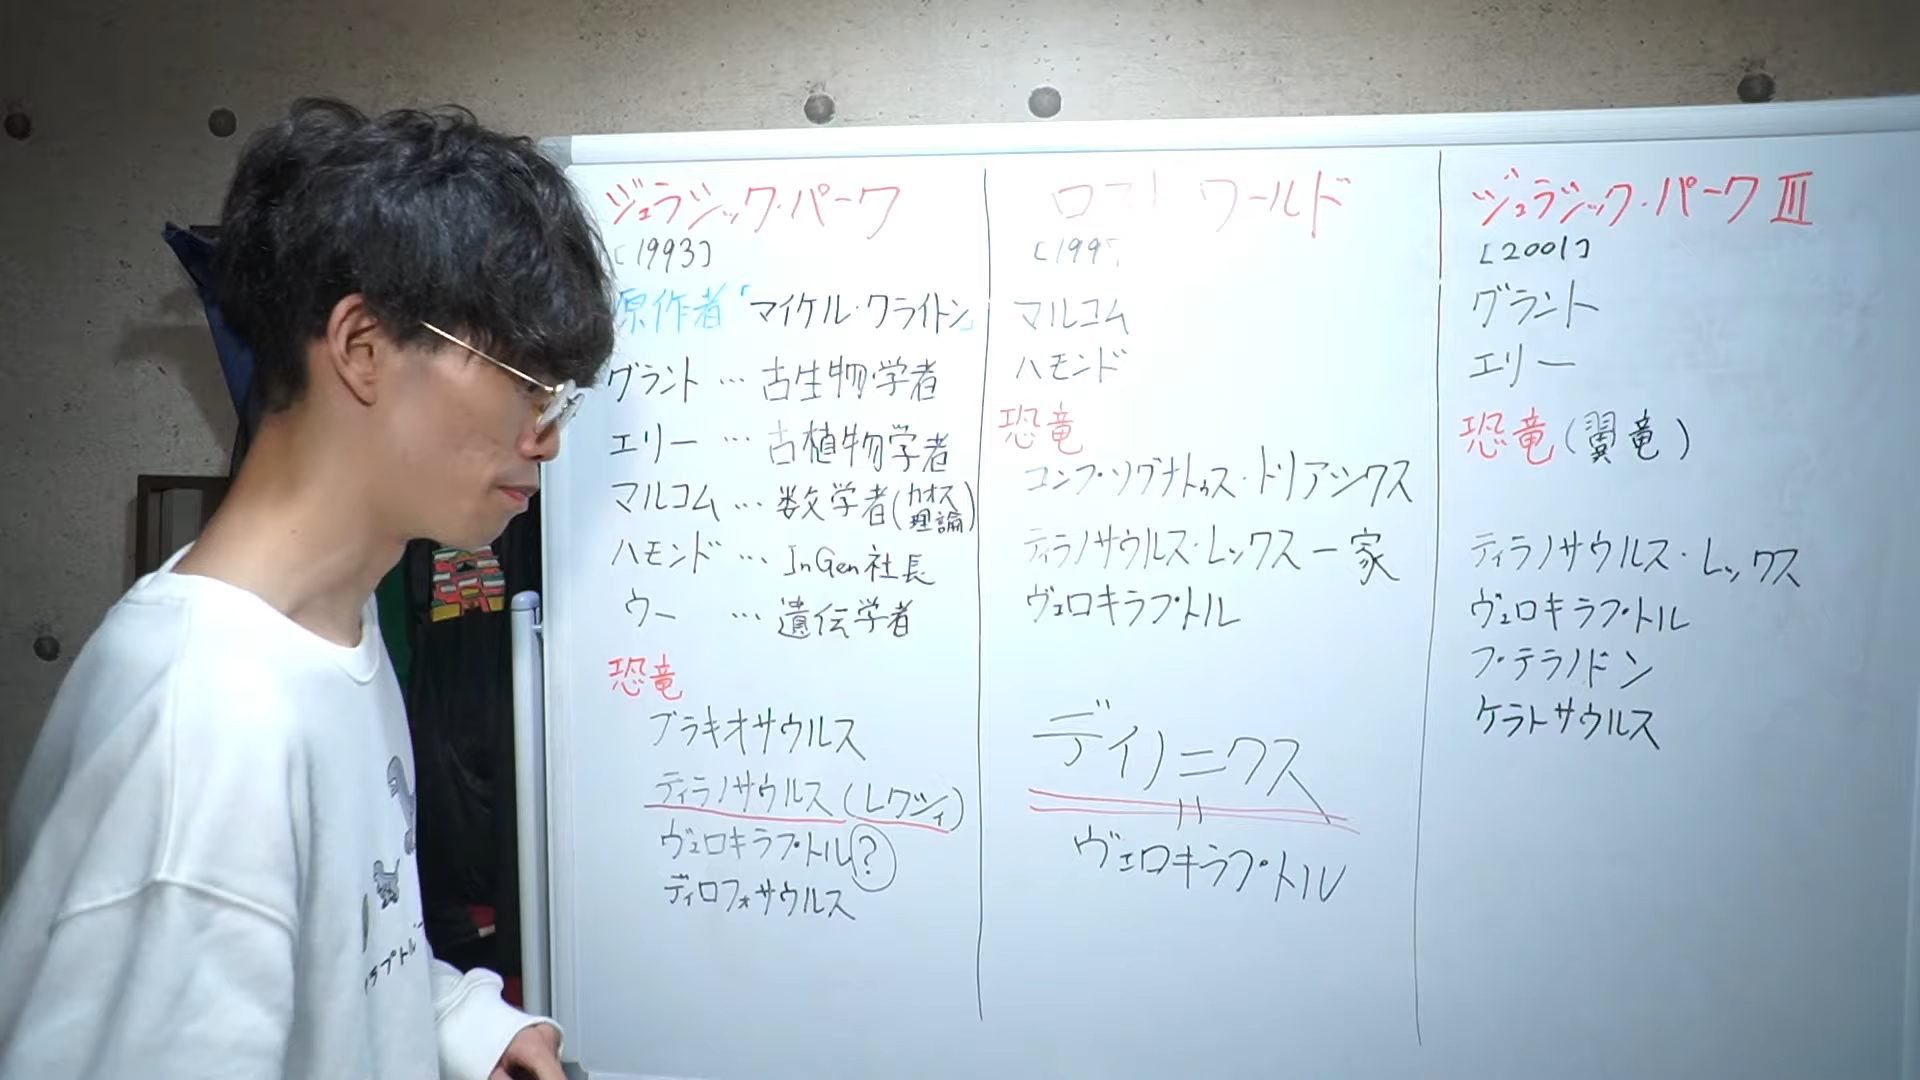 ジュラシック・パーク
[1993]
原作者「マイケル・クライトン」
グラント … 古生物学者
エリー … 古植物学者
マルコム … 数学者(カオス理論)
ハモンド … InGen社長
ウー … 遺伝学者
恐竜
ブラキオサウルス
ティラノサウルス(レクシィ)
ヴェロキラプトル?
ディロフォサウルス
ロスト ワールド
[199
マルコム
ハモンド
恐竜
コンプソグナトゥス・トリアシクス
ティラノサウルス・レックス一家
ヴェロキラプトル
デイノニクス
||
ヴェロキラプトル
ジュラシック・パークIII
[2001]
グラント
エリー
恐竜(翼竜)
ティラノサウルス・レックス
ヴェロキラプトル
プテラノドン
ケラトサウルス